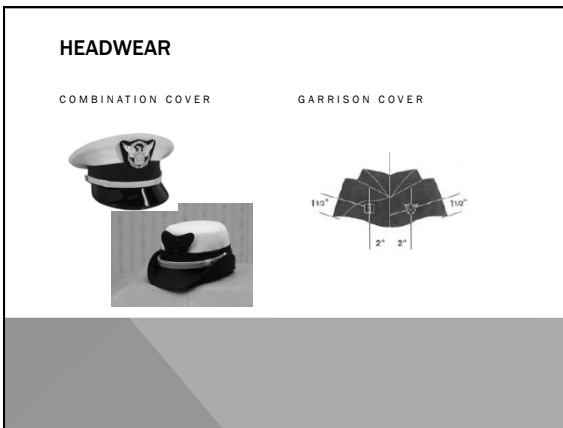 HEADWEAR
COMBINATION COVER
GARRISON COVER
1 1/2"
1 1/2"
2" 2"